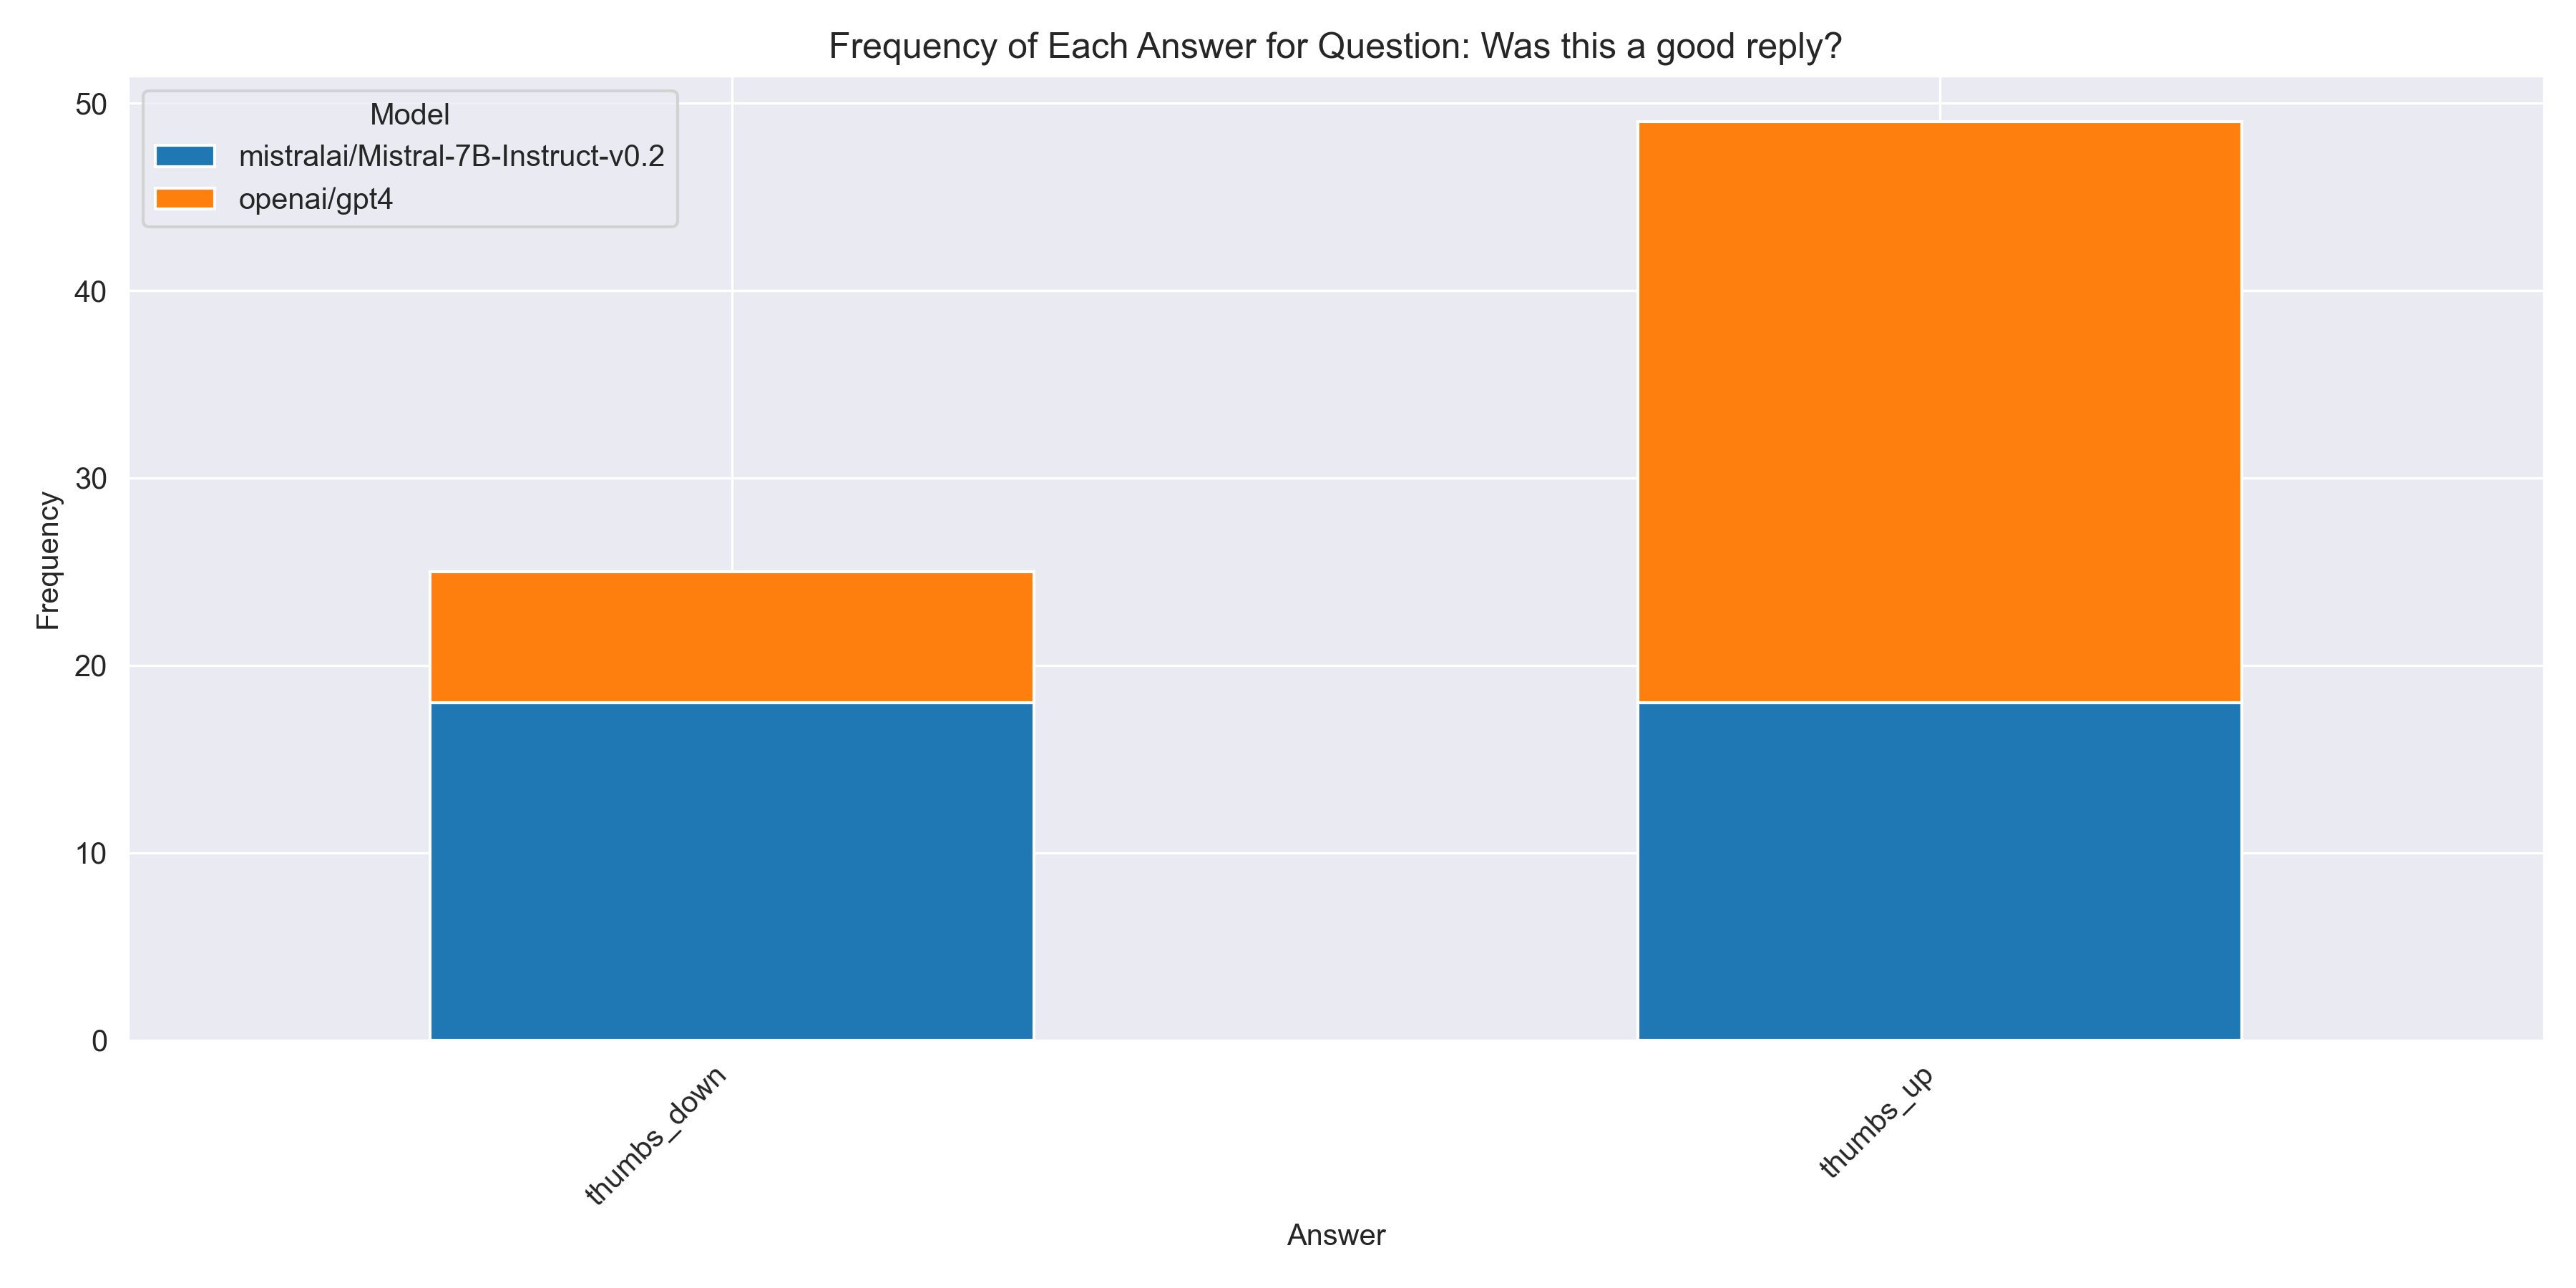 Frequency of Each Answer for Question: Was this a good reply?
Model
mistralai/Mistral-7B-Instruct-v0.2
openai/gpt4
50
40
30
20
10
0
Frequency
thumbs_down
thumbs_up
Answer